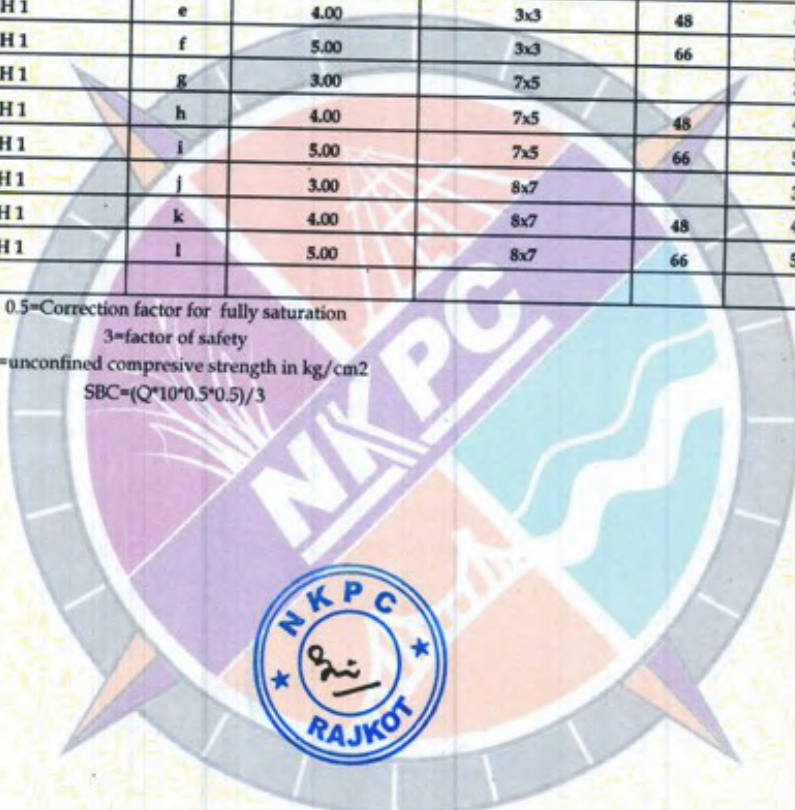 H 1 e 4.00 3x3 48
H 1 f 5.00 3x3 66
H 1 g 3.00 7x5
H 1 h 4.00 7x5 48
H 1 i 5.00 7x5 66
H 1 j 3.00 8x7
H 1 k 4.00 8x7 48
H 1 l 5.00 8x7 66
0.5=Correction factor for fully saturation
3=factor of safety
=unconfined compresive strength in kg/cm2
SBC=(Q*10*0.5*0.5)/3
NKPC
NKPC
RAJKOT